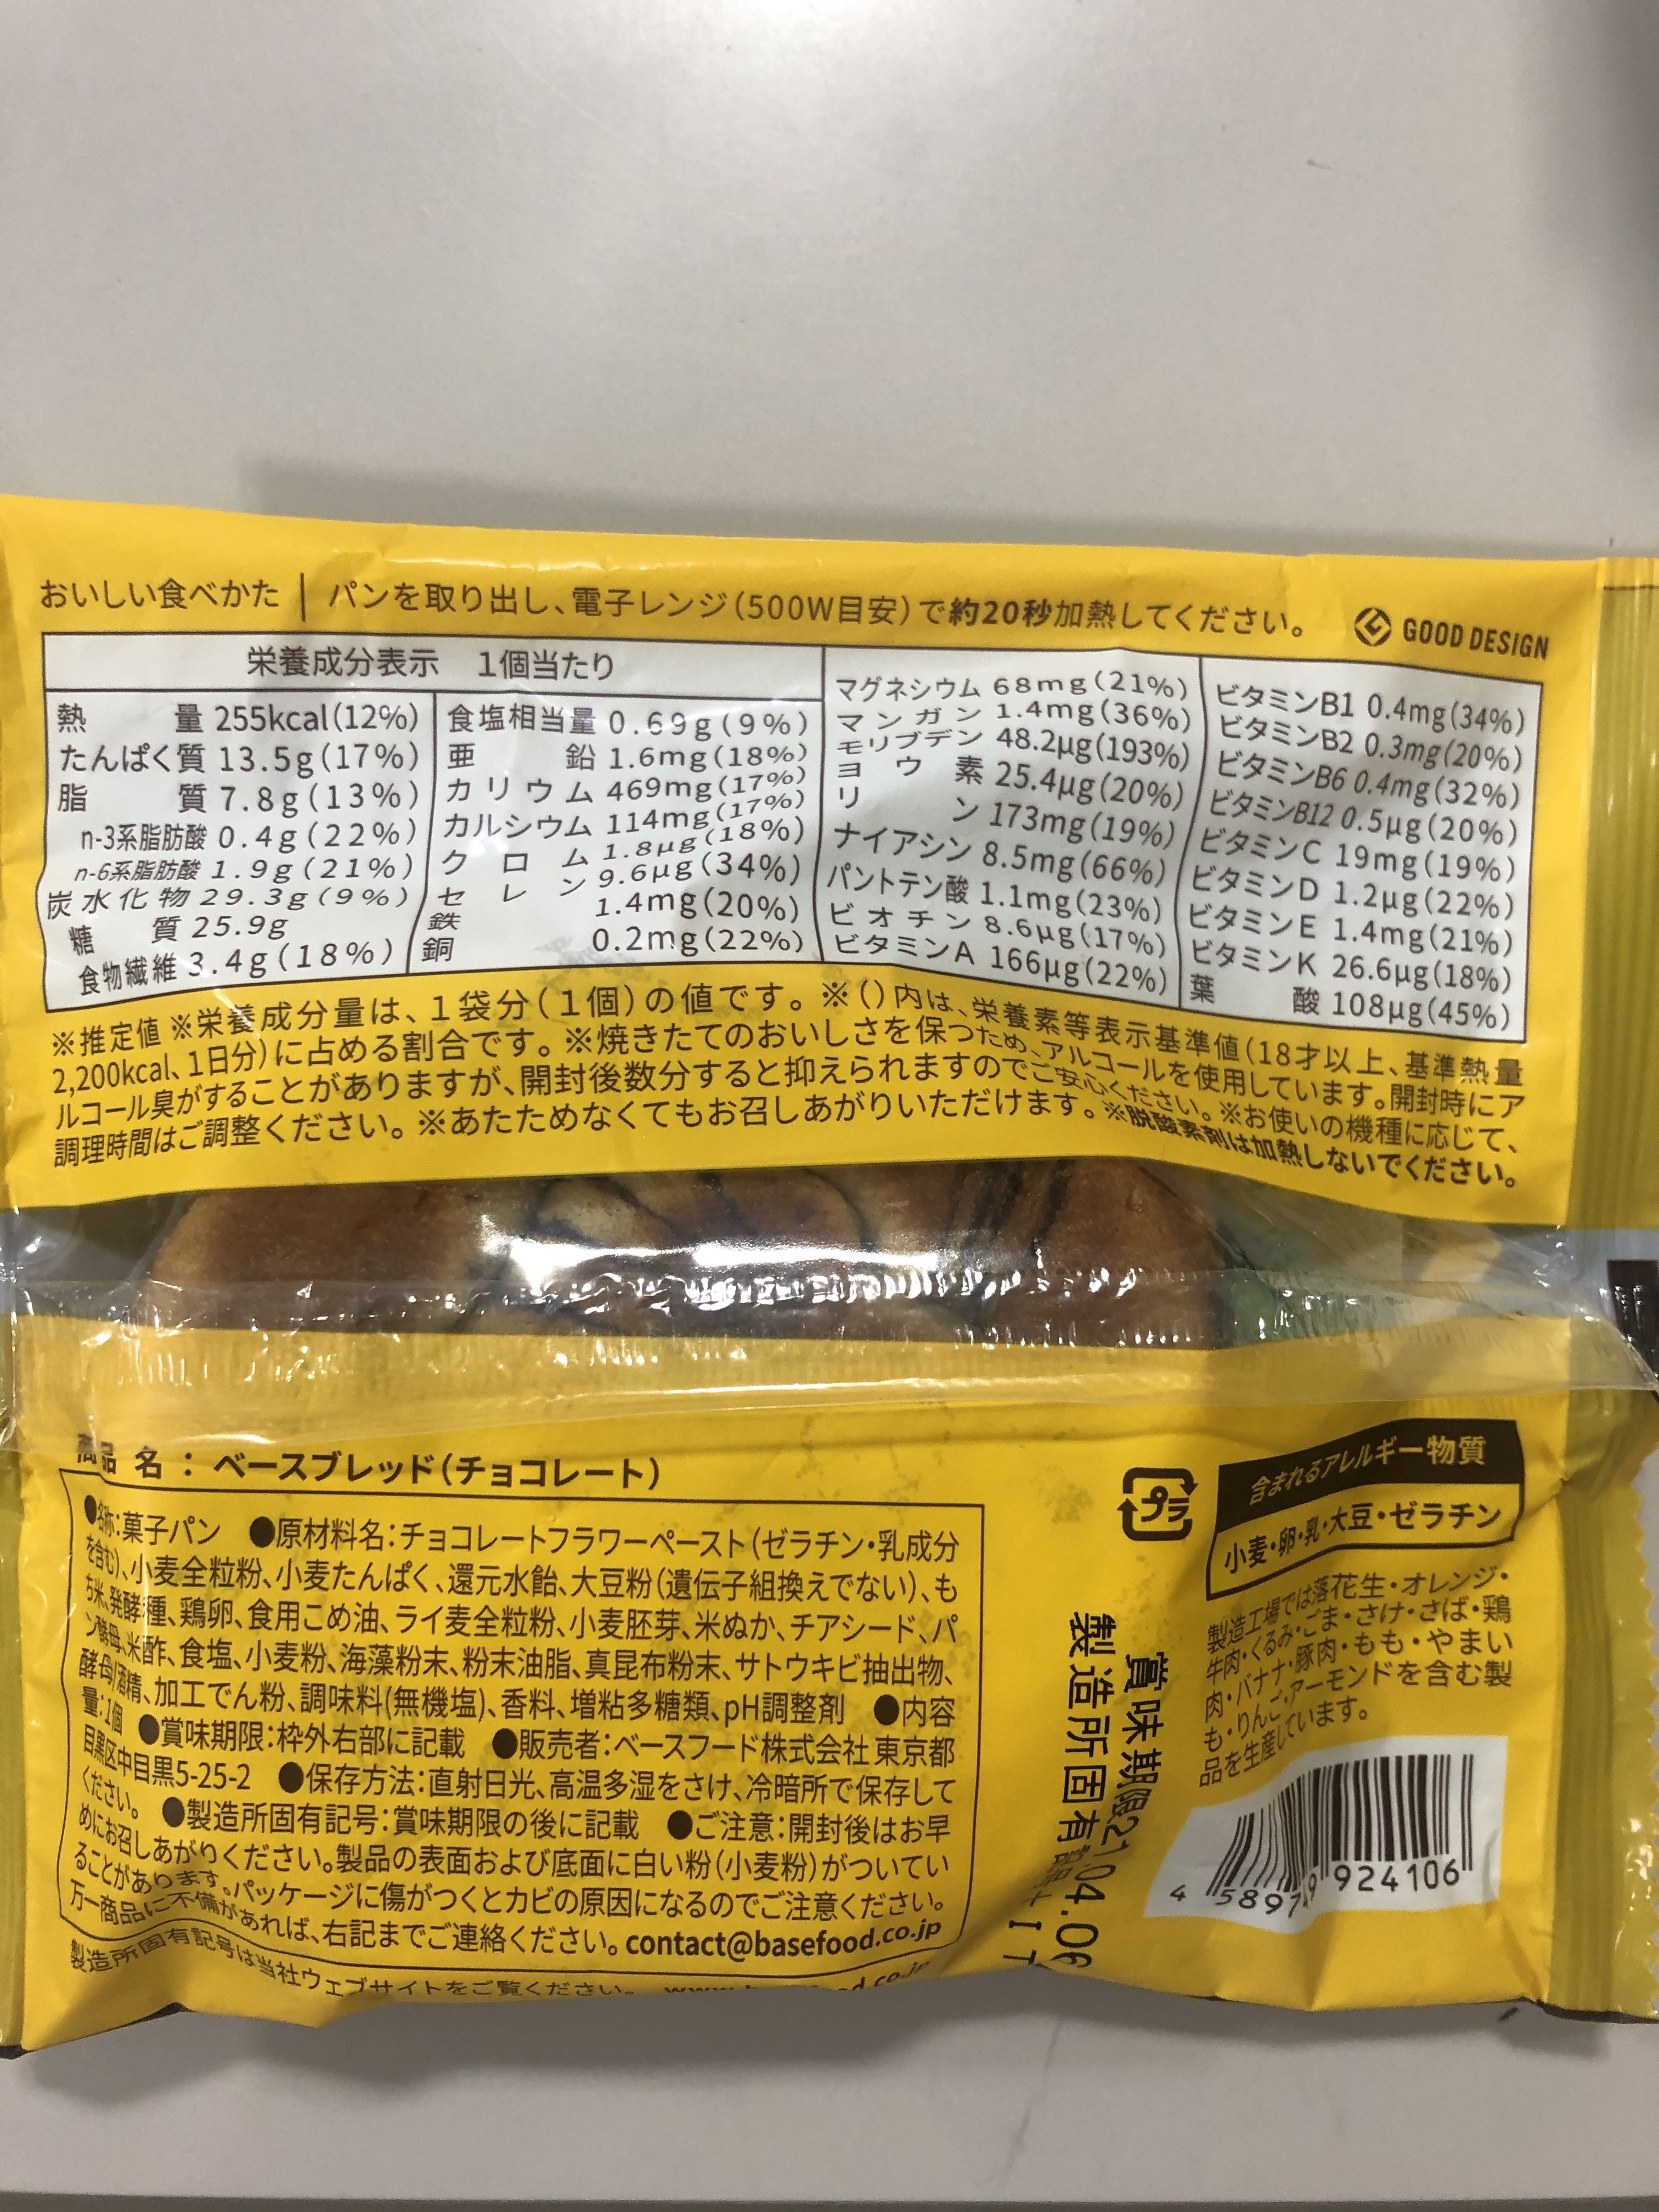 おいしい食べかた | パンを取り出し、電子レンジ(500W目安)で約20秒加熱してください。
GOOD DESIGN
栄養成分表示 1個当たり
熱量 255kcal(12%)
たんぱく質 13.5g(17%)
脂質 7.8g(13%)
n-3系脂肪酸 0.4g(22%)
n-6系脂肪酸 1.9g(21%)
炭水化物 29.3g(9%)
糖質 25.9g
食物繊維 3.4g(18%)
食塩相当量 0.69g(9%)
亜鉛 1.6mg(18%)
カリウム 469mg(17%)
カルシウム 114mg(17%)
クロム 1.8μg(18%)
セレン 9.6μg(34%)
鉄 1.4mg(20%)
銅 0.2mg(22%)
マグネシウム 68mg(21%)
マンガン 1.4mg(36%)
モリブデン 48.2μg(193%)
ヨウ素 25.4μg(20%)
リン 173mg(19%)
ナイアシン 8.5mg(66%)
パントテン酸 1.1mg(23%)
ビオチン 8.6μg(17%)
ビタミンA 166μg(22%)
ビタミンB1 0.4mg(34%)
ビタミンB2 0.3mg(20%)
ビタミンB6 0.4mg(32%)
ビタミンB12 0.5μg(20%)
ビタミンC 19mg(19%)
ビタミンD 1.2μg(22%)
ビタミンE 1.4mg(21%)
ビタミンK 26.6μg(18%)
葉酸 108μg(45%)
※推定値 ※栄養成分量は、1袋分(1個)の値です。※()内は、栄養素等表示基準値(18才以上、基準熱量
2,200kcal、1日分)に占める割合です。※焼きたてのおいしさを保つため、アルコールを使用しています。開封時にア
ルコール臭がすることがありますが、開封後数分すると抑えられますのでご安心ください。※お使いの機種に応じて、
調理時間はご調整ください。※あたためなくてもお召しあがりいただけます。※脱酸素剤は加熱しないでください。
商品名：ベースブレッド(チョコレート)
●名称:菓子パン ●原材料名:チョコレートフラワーペースト(ゼラチン・乳成分
を含む)、小麦全粒粉、小麦たんぱく、還元水飴、大豆粉(遺伝子組換えでない)、も
ち米、発酵種、鶏卵、食用こめ油、ライ麦全粒粉、小麦胚芽、米ぬか、チアシード、パ
ン酵母、米酢、食塩、小麦粉、海藻粉末、粉末油脂、真昆布粉末、サトウキビ抽出物、
酵母/酒精、加工でん粉、調味料(無機塩)、香料、増粘多糖類、pH調整剤 ●内容
量:1個 ●賞味期限:枠外右部に記載 ●販売者:ベースフード株式会社 東京都
目黒区中目黒5-25-2 ●保存方法:直射日光、高温多湿をさけ、冷暗所で保存して
ください。 ●製造所固有記号:賞味期限の後に記載 ●ご注意:開封後はお早
めにお召しあがりください。製品の表面および底面に白い粉(小麦粉)がついてい
ることがあります。パッケージに傷がつくとカビの原因になるのでご注意ください。
万一商品に不備があれば、右記までご連絡ください。contact@basefood.co.jp
製造所固有記号は当社ウェブサイトをご覧ください。
プラ
賞味期限21.04.06
製造所固有
含まれるアレルギー物質
小麦・卵・乳・大豆・ゼラチン
製造工場では落花生・オレンジ・
牛肉・くるみ・ごま・さけ・さば・鶏
肉・バナナ・豚肉・もも・やまい
も・りんご・アーモンドを含む製
品を生産しています。
4 589799 924106